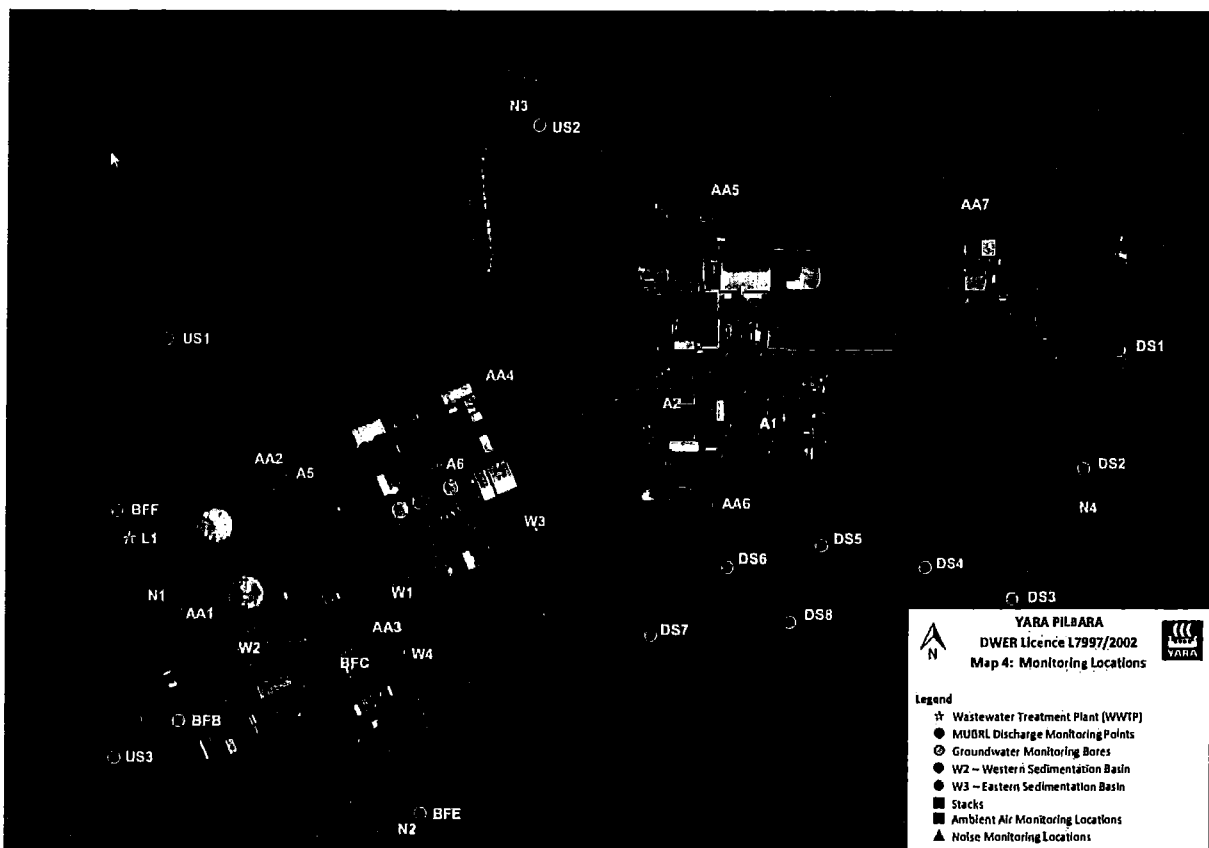 N3
US2
AA5
AA7
US1
DS1
AA4
A2
A1
AA2
A5
A6
DS2
BFF
AA6
N4
L1
W3
DS5
DS6
DS4
N1
W1
DS3
AA1
AA3
DS8
W2
DS7
W4
BFC
BFB
US3
BFE
N2
N
YARA PILBARA
DWER Licence L7997/2002
Map 4: Monitoring Locations
YARA
Legend
Wastewater Treatment Plant (WWTP)
MUBRL Discharge Monitoring Points
Groundwater Monitoring Bores
W2 – Western Sedimentation Basin
W3 – Eastern Sedimentation Basin
Stacks
Ambient Air Monitoring Locations
Noise Monitoring Locations